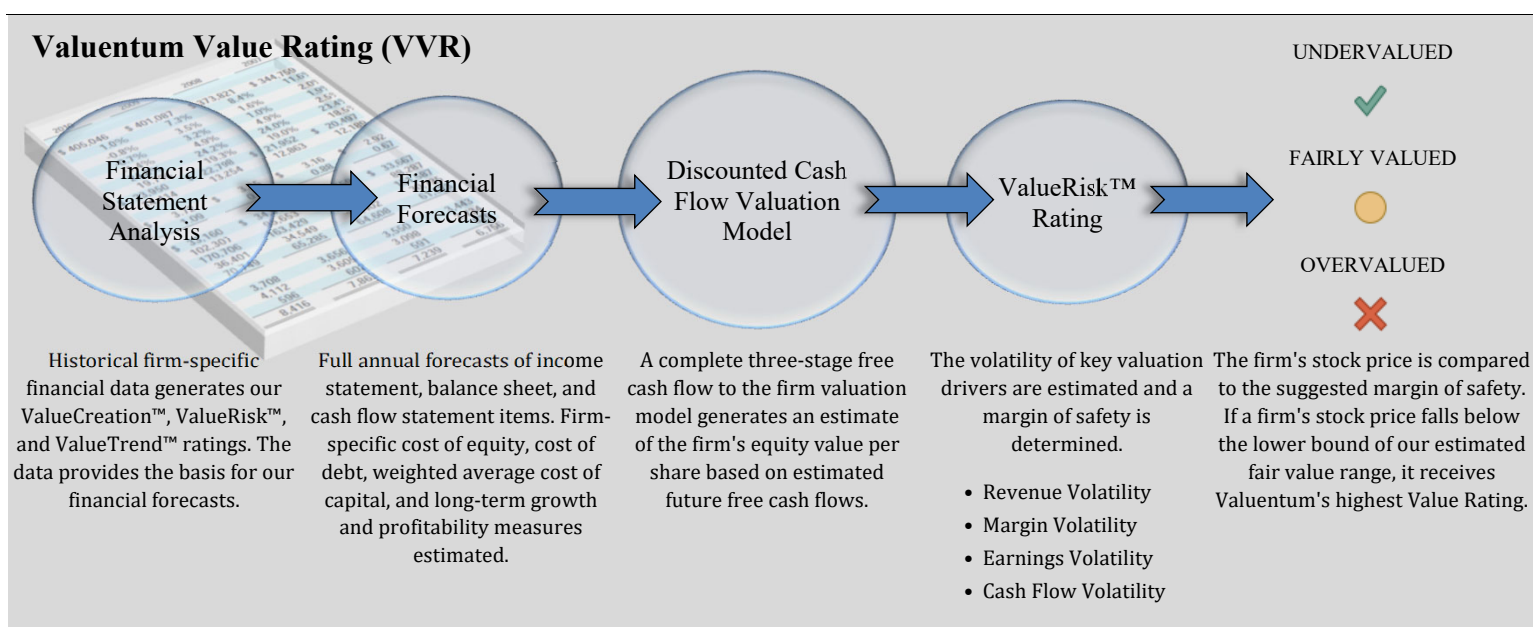 Valuentum Value Rating (VVR)
Financial
Statement
Analysis
Financial
Forecasts
Discounted Cash
Flow Valuation
Model
ValueRisk™
Rating
UNDERVALUED
FAIRLY VALUED
OVERVALUED
Historical firm-specific
financial data generates our
ValueCreation™, ValueRisk™,
and ValueTrend™ ratings. The
data provides the basis for our
financial forecasts.
Full annual forecasts of income
statement, balance sheet, and
cash flow statement items. Firm-
specific cost of equity, cost of
debt, weighted average cost of
capital, and long-term growth
and profitability measures
estimated.
A complete three-stage free
cash flow to the firm valuation
model generates an estimate
of the firm's equity value per
share based on estimated
future free cash flows.
The volatility of key valuation
drivers are estimated and a
margin of safety is
determined.
• Revenue Volatility
• Margin Volatility
• Earnings Volatility
• Cash Flow Volatility
The firm's stock price is compared
to the suggested margin of safety.
If a firm's stock price falls below
the lower bound of our estimated
fair value range, it receives
Valuentum's highest Value Rating.